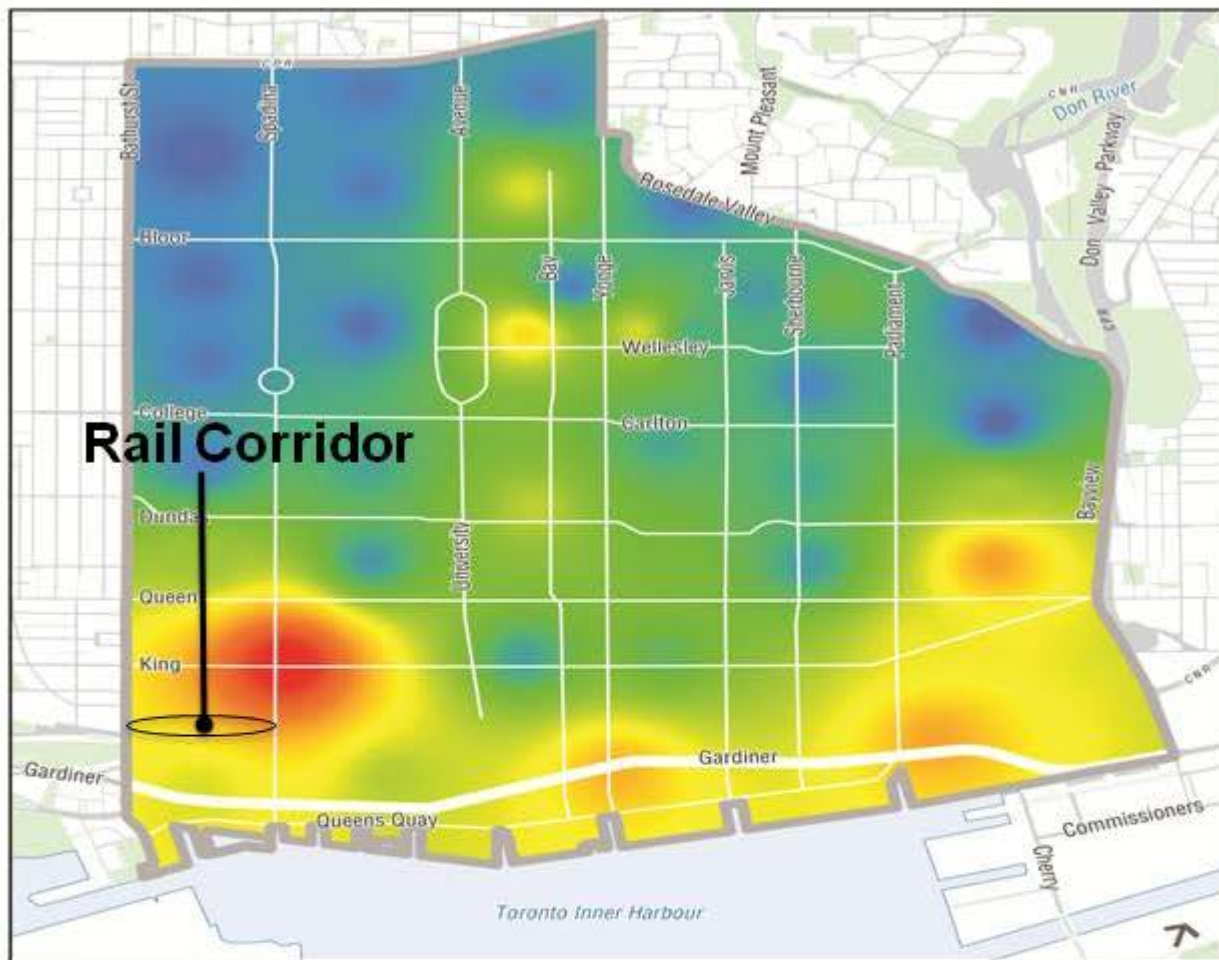 CPR
Bathurst St
Spadina
Avenue
Mount Pleasant
CNR
Don River
Don Valley Parkway
Rosedale Valley
Bloor
Bay
Yonge
Jarvis
Sherbourne
Parliament
CPR
Wellesley
College
Carlton
Rail Corridor
Dundas
University
Bayview
Queen
King
CNR
Gardiner
Gardiner
Queens Quay
Commissioners
Cherry
Toronto Inner Harbour